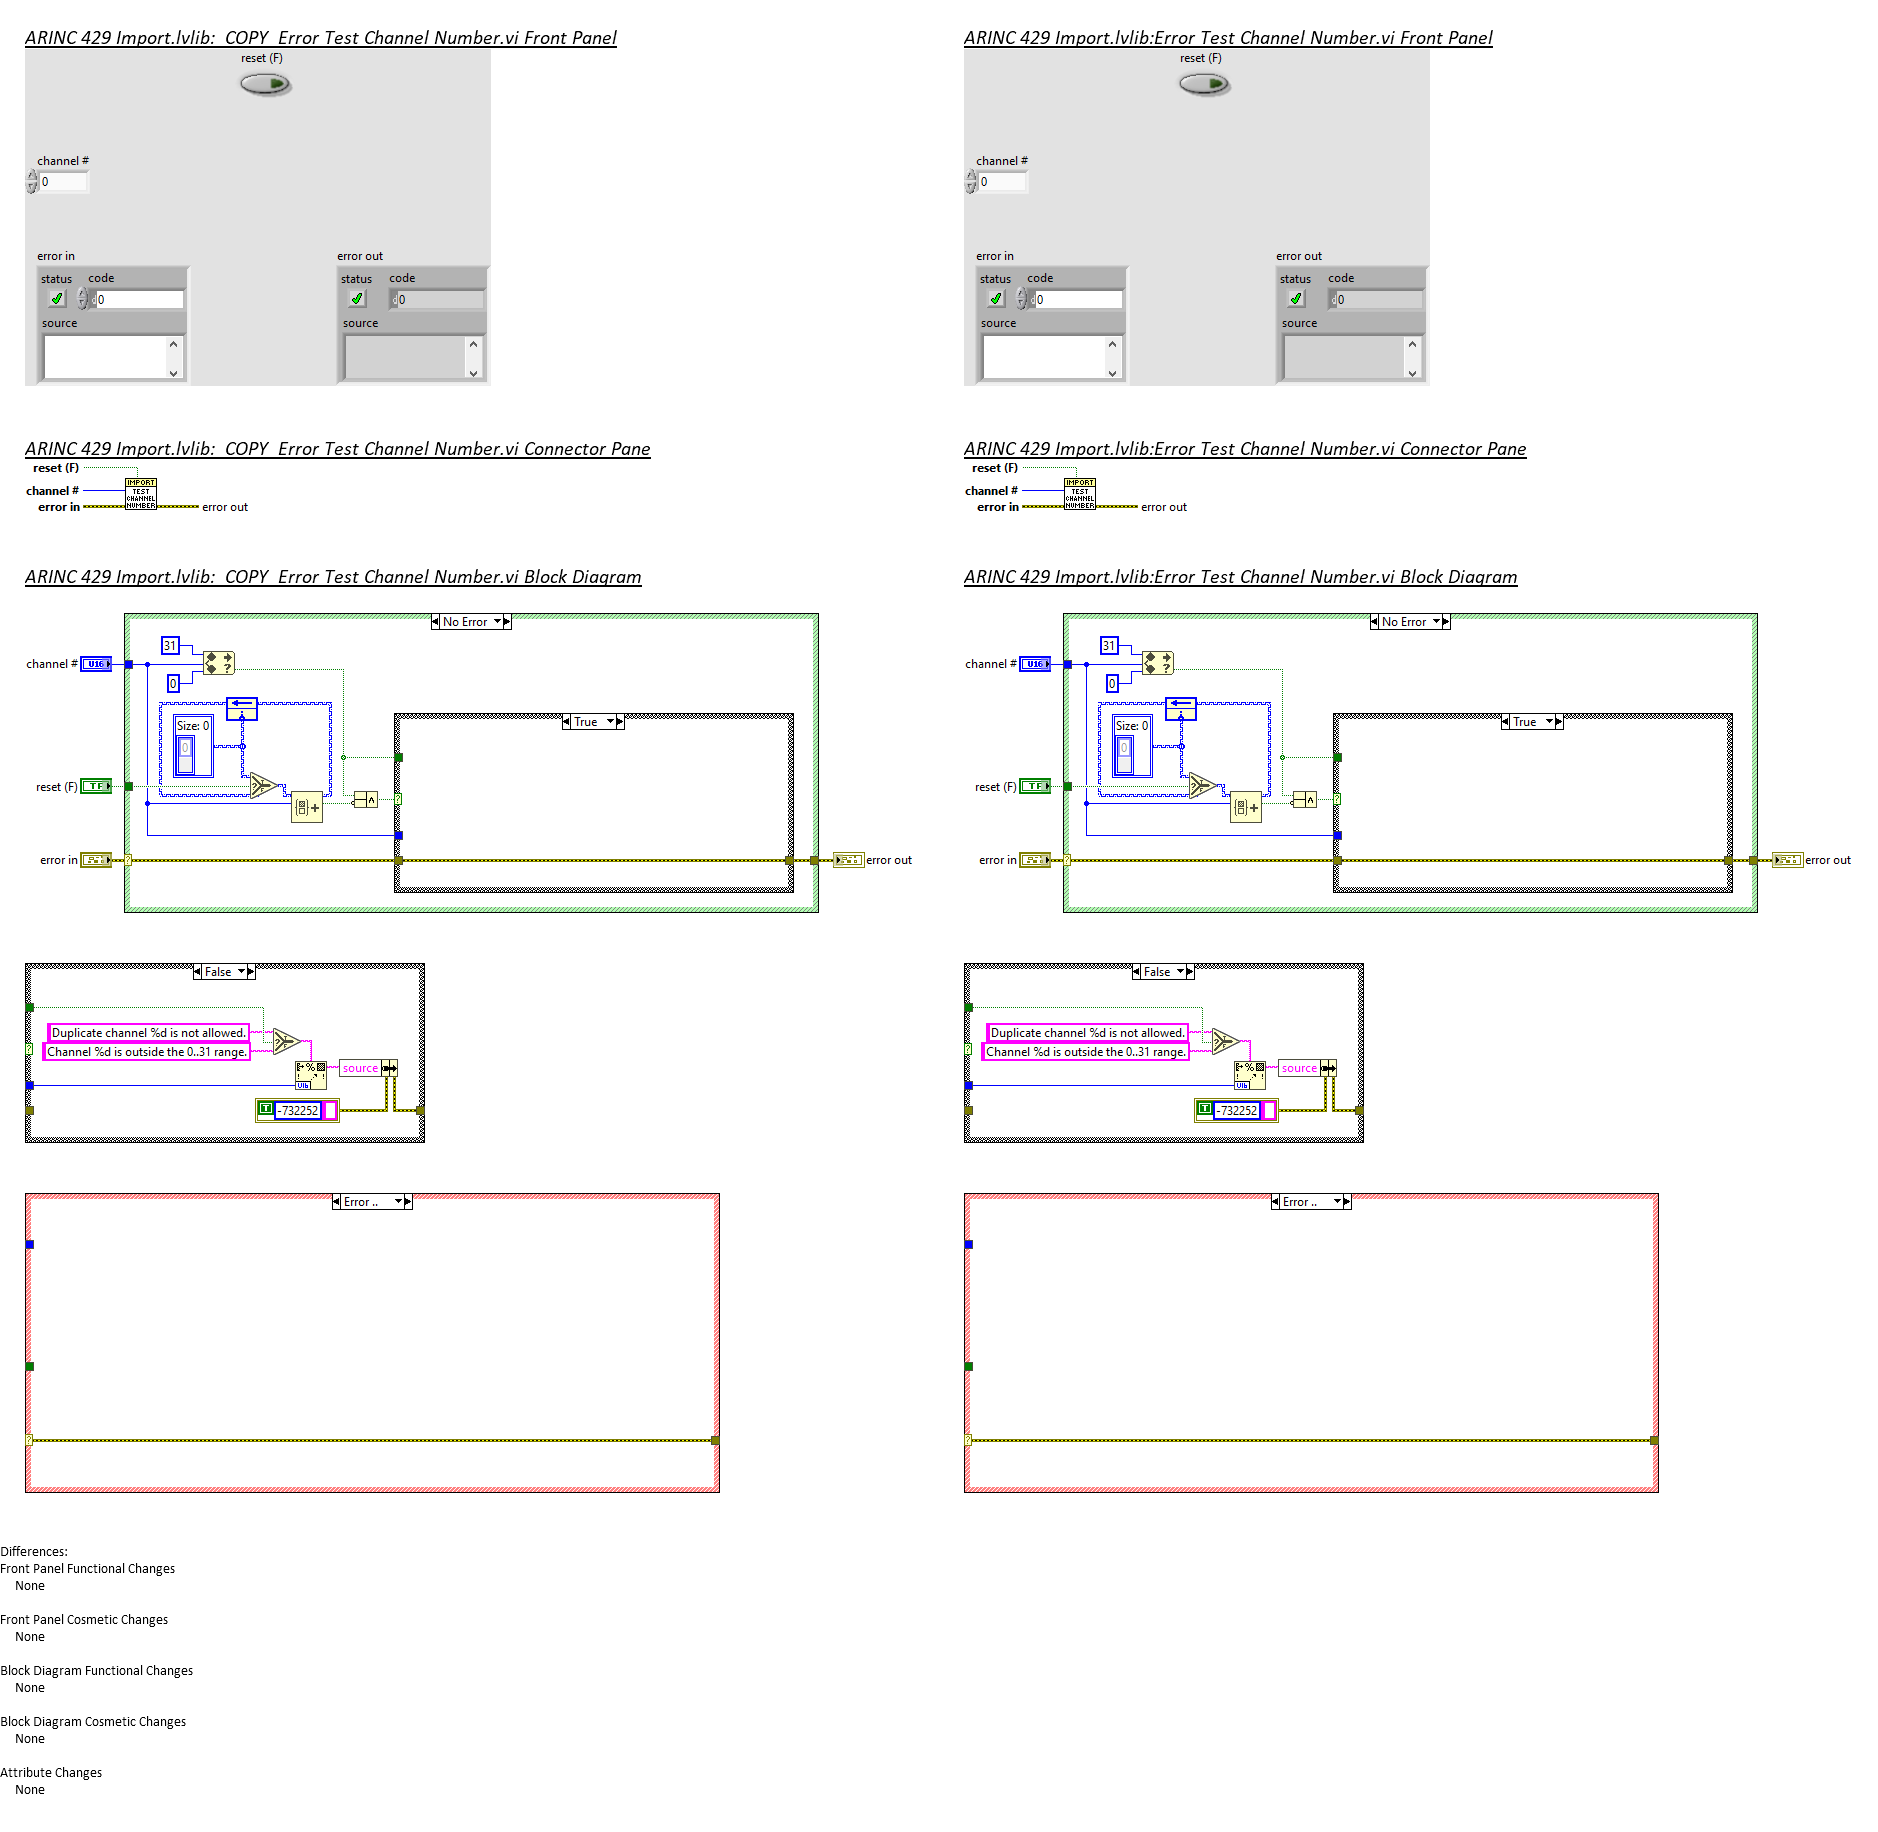 ARINC 429 Import.lvlib:  COPY  Error Test Channel Number.vi Front Panel
reset (F)
channel #
0
error in
status code
0
source
error out
status code
0
source
ARINC 429 Import.lvlib:Error Test Channel Number.vi Front Panel
reset (F)
channel #
0
error in
status code
0
source
error out
status code
0
source
ARINC 429 Import.lvlib:  COPY  Error Test Channel Number.vi Connector Pane
reset (F)
channel #
error in
IMPORT
TEST
CHANNEL
NUMBER
error out
ARINC 429 Import.lvlib:Error Test Channel Number.vi Connector Pane
reset (F)
channel #
error in
IMPORT
TEST
CHANNEL
NUMBER
error out
ARINC 429 Import.lvlib:  COPY  Error Test Channel Number.vi Block Diagram
No Error
31
channel #
U16
0
Size: 0
0
True
reset (F)
TF
error in
error out
False
Duplicate channel %d is not allowed.
Channel %d is outside the 0..31 range.
source
U16
T
-732252
Error ..
ARINC 429 Import.lvlib:Error Test Channel Number.vi Block Diagram
No Error
31
channel #
U16
0
Size: 0
0
True
reset (F)
TF
error in
error out
False
Duplicate channel %d is not allowed.
Channel %d is outside the 0..31 range.
source
U16
T
-732252
Error ..
Differences:
Front Panel Functional Changes
None
Front Panel Cosmetic Changes
None
Block Diagram Functional Changes
None
Block Diagram Cosmetic Changes
None
Attribute Changes
None